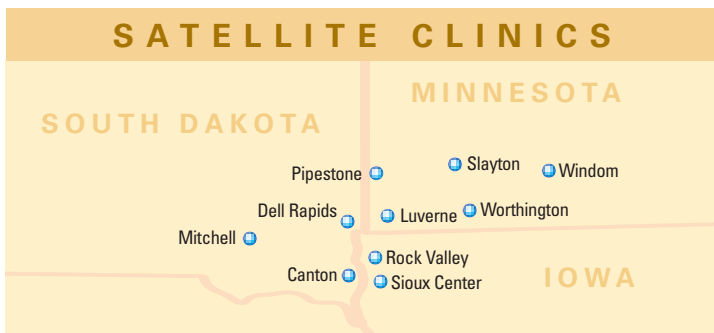 SATELLITE CLINICS
MINNESOTA
SOUTH DAKOTA
Slayton
Pipestone
Windom
Dell Rapids
Luverne
Worthington
Mitchell
Rock Valley
Canton
Sioux Center
IOWA